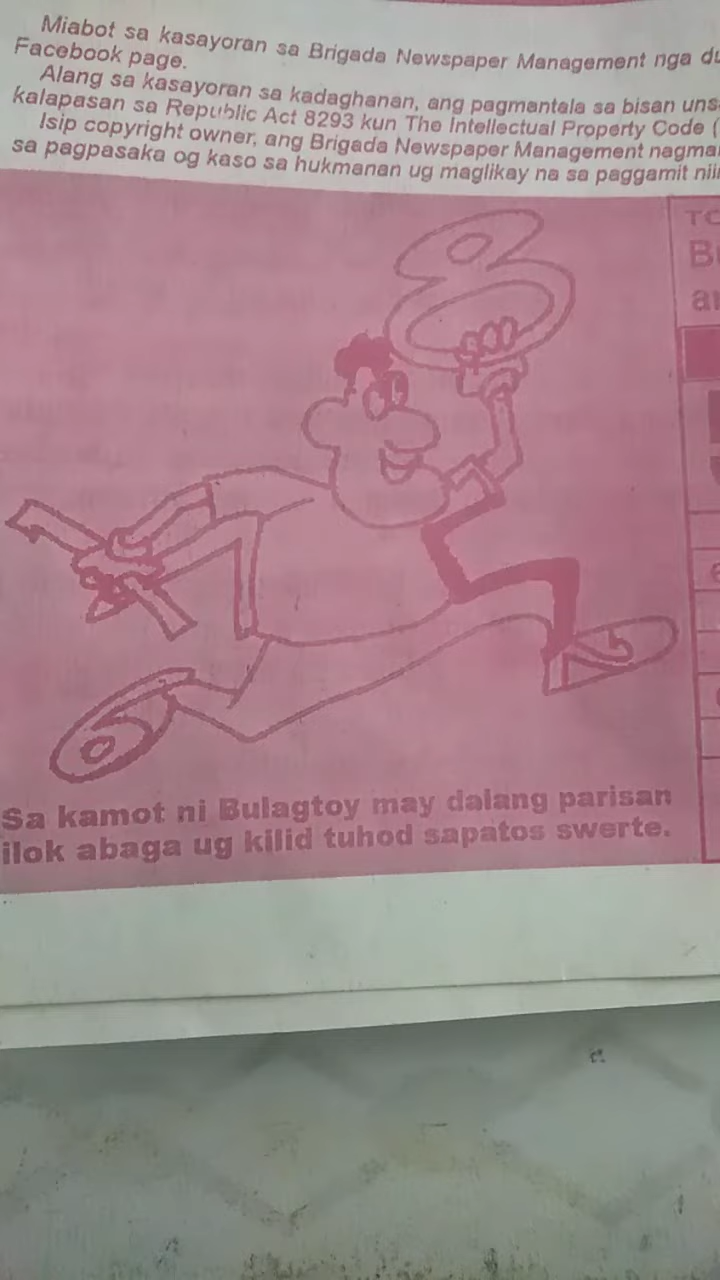 Miabot sa kasayoran sa Brigada Newspaper Management nga
Facebook page.
Alang sa kasayoran sa kadaghanan, ang pagmantala sa bisan
kalapasan sa Republic Act 8293 kun The Intellectual Property Code (
Isip copyright owner, ang Brigada Newspaper Management
sa pagpasaka og kaso sa hukmanan ug maglikay na sa paggamit
8
6
Sa kamot ni Bulagtoy may dalang parisan
ilok abaga ug kilid tuhod sapatos swerte.